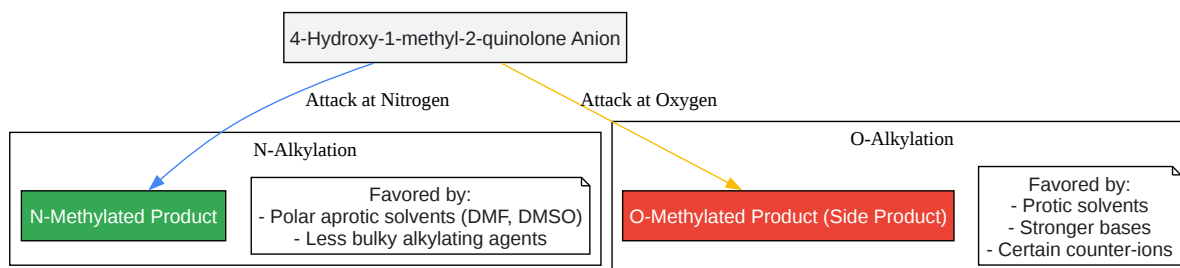 4-Hydroxy-1-methyl-2-quinolone Anion
Attack at Nitrogen
Attack at Oxygen
N-Alkylation
N-Methylated Product
Favored by:
- Polar aprotic solvents (DMF, DMSO)
- Less bulky alkylating agents
O-Alkylation
O-Methylated Product (Side Product)
Favored by:
- Protic solvents
- Stronger bases
- Certain counter-ions